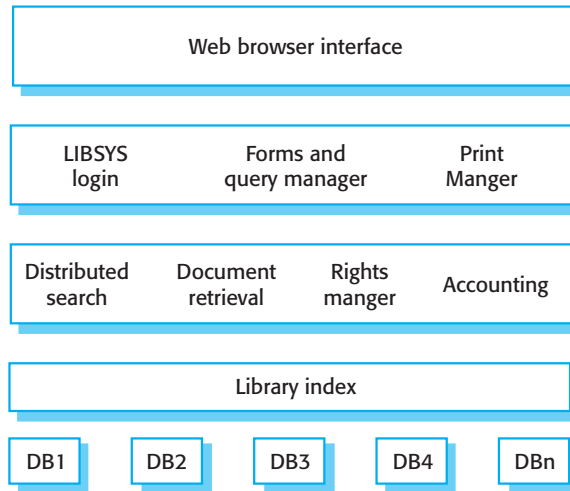 Web browser interface
LIBSYS
login
Forms and
query manager
Print
Manger
Distributed
search
Document
retrieval
Rights
manger
Accounting
Library index
DB1
DB2
DB3
DB4
DBn